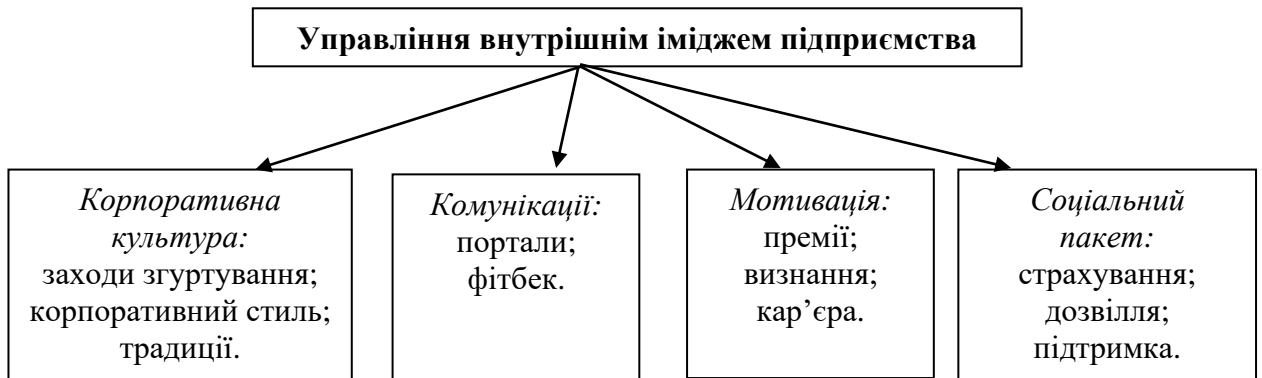 Управління внутрішнім іміджем підприємства
Корпоративна
культура:
заходи згуртування;
корпоративний стиль;
традиції.
Комунікації:
портали;
фітбек.
Мотивація:
премії;
визнання;
кар’єра.
Соціальний
пакет:
страхування;
дозвілля;
підтримка.